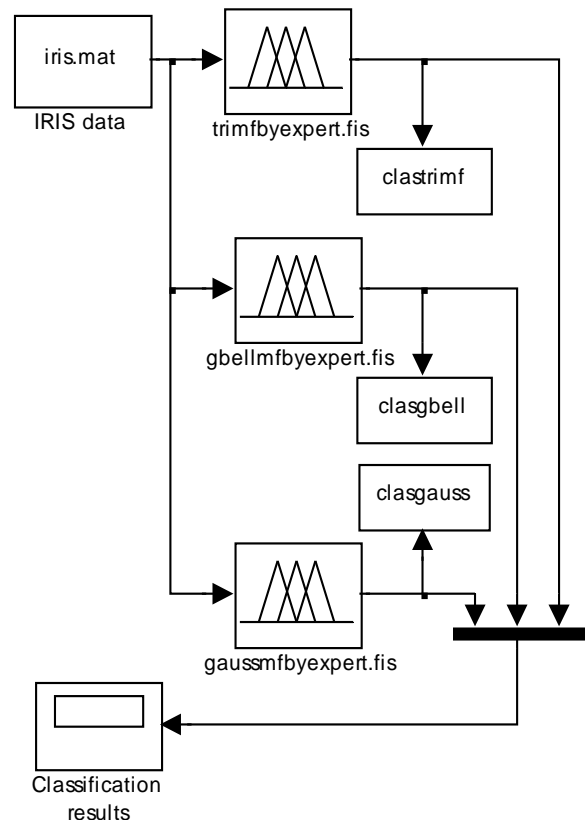 iris.mat
IRIS data
trimfbyexpert.fis
clastrimf
gbellmfbyexpert.fis
clasgbell
clasgauss
gaussmfbyexpert.fis
Classification
results